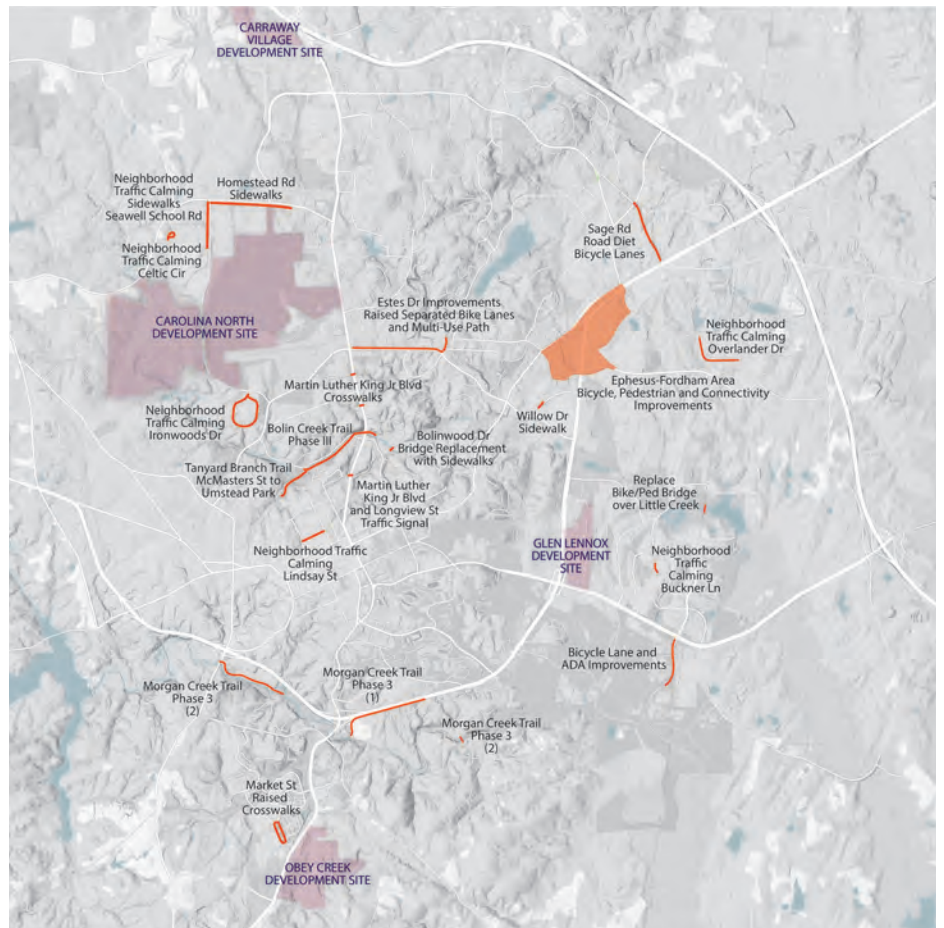 CARRAWAY
VILLAGE
DEVELOPMENT SITE
Neighborhood
Traffic Calming
Sidewalks
Seawell School Rd
Homestead Rd
Sidewalks
Neighborhood
Traffic Calming
Celtic Cir
Sage Rd
Road Diet
Bicycle Lanes
CAROLINA NORTH
DEVELOPMENT SITE
Estes Dr Improvements
Raised Separated Bike Lanes
and Multi-Use Path
Neighborhood
Traffic Calming
Overlander Dr
Martin Luther King Jr Blvd
Crosswalks
Ephesus-Fordham Area
Bicycle, Pedestrian and Connectivity
Improvements
Neighborhood
Traffic Calming
Ironwoods Dr
Willow Dr
Sidewalk
Bolin Creek Trail
Phase III
Bolinwood Dr
Bridge Replacement
with Sidewalks
Tanyard Branch Trail
McMasters St to
Umstead Park
Martin Luther
King Jr Blvd
and Longview St
Traffic Signal
Replace
Bike/Ped Bridge
over Little Creek
Neighborhood Traffic
Calming
Lindsay St
GLEN LENNOX
DEVELOPMENT
SITE
Neighborhood
Traffic
Calming
Buckner Ln
Bicycle Lane and
ADA Improvements
Morgan Creek Trail
Phase 3
(2)
Morgan Creek Trail
Phase 3
(1)
Morgan Creek Trail
Phase 3
(2)
Market St
Raised
Crosswalks
OBEY CREEK
DEVELOPMENT SITE